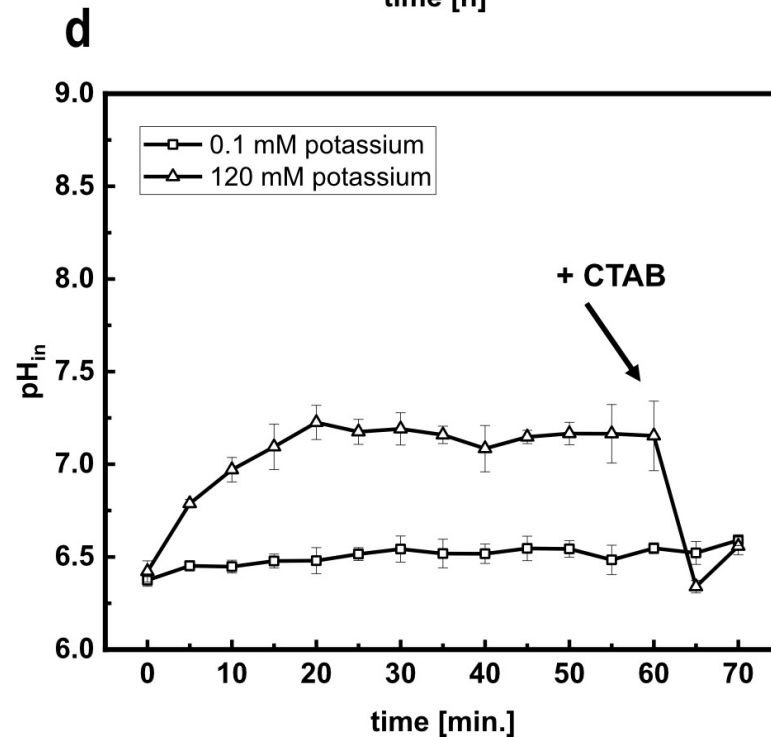 time [h]
d
9.0
0.1 mM potassium
120 mM potassium
8.5
+ CTAB
8.0
7.5
pHin
7.0
6.5
6.0
0 10 20 30 40 50 60 70
time [min.]